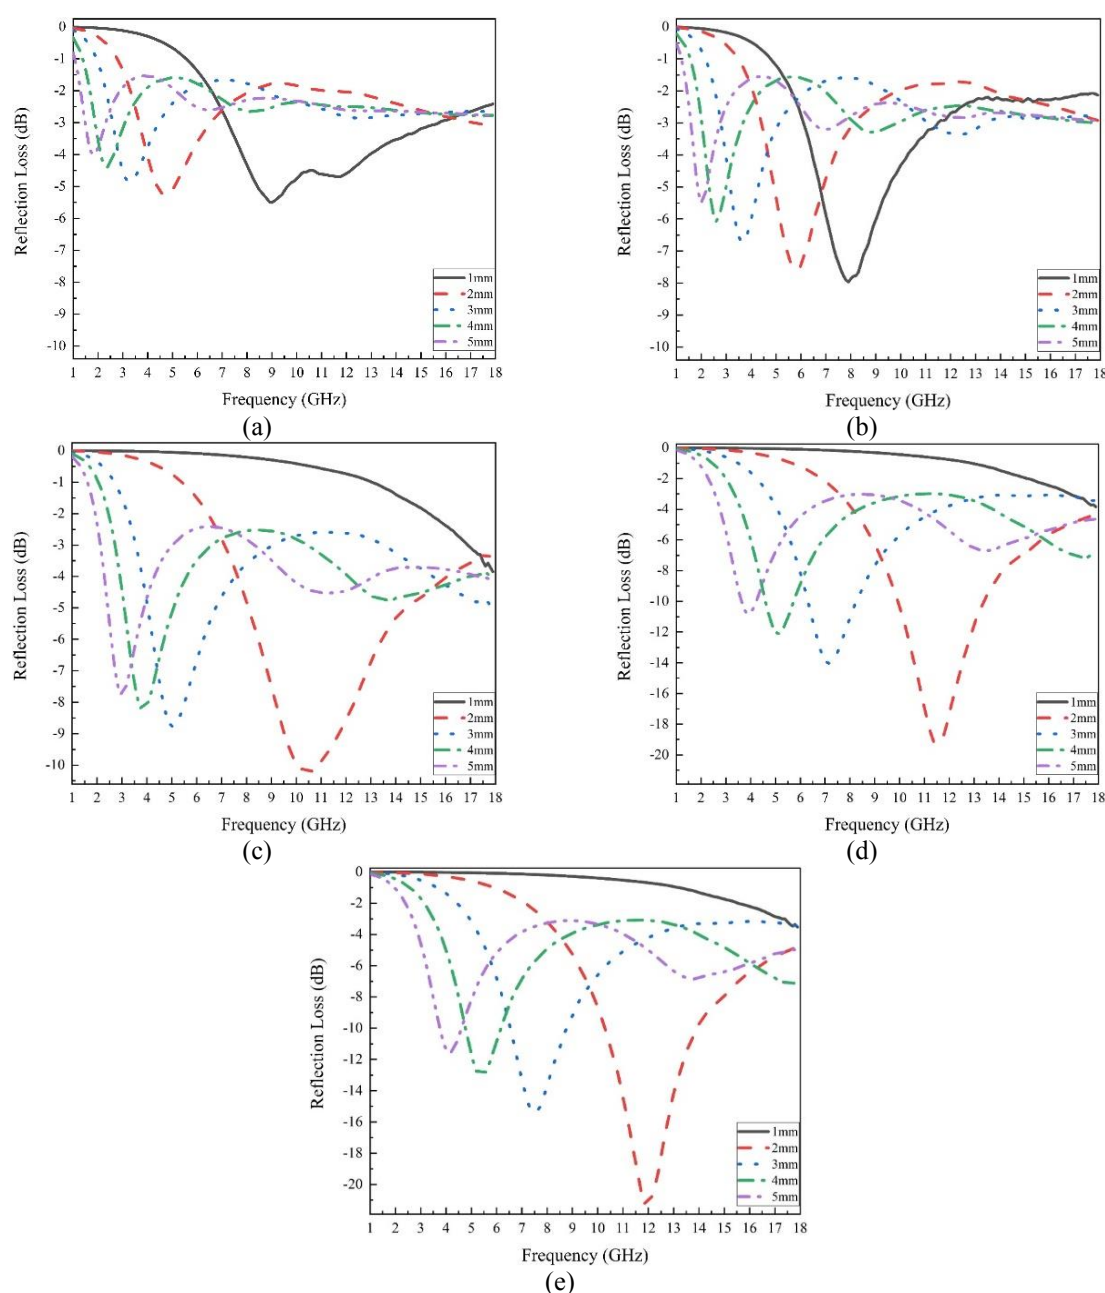 0
-1
-2
-3
-4
-5
-6
-7
-8
-9
-10
Reflection Loss (dB)
1mm
2mm
3mm
4mm
5mm
1 2 3 4 5 6 7 8 9 10 11 12 13 14 15 16 17 18
Frequency (GHz)
(a)
0
-1
-2
-3
-4
-5
-6
-7
-8
-9
-10
Reflection Loss (dB)
1mm
2mm
3mm
4mm
5mm
1 2 3 4 5 6 7 8 9 10 11 12 13 14 15 16 17 18
Frequency (GHz)
(b)
0
-1
-2
-3
-4
-5
-6
-7
-8
-9
-10
Reflection Loss (dB)
1mm
2mm
3mm
4mm
5mm
1 2 3 4 5 6 7 8 9 10 11 12 13 14 15 16 17 18
Frequency (GHz)
(c)
0
-2
-4
-6
-8
-10
-12
-14
-16
-18
-20
Reflection Loss (dB)
1mm
2mm
3mm
4mm
5mm
1 2 3 4 5 6 7 8 9 10 11 12 13 14 15 16 17 18
Frequency (GHz)
(d)
0
-2
-4
-6
-8
-10
-12
-14
-16
-18
-20
Reflection Loss (dB)
1mm
2mm
3mm
4mm
5mm
1 2 3 4 5 6 7 8 9 10 11 12 13 14 15 16 17 18
Frequency (GHz)
(e)